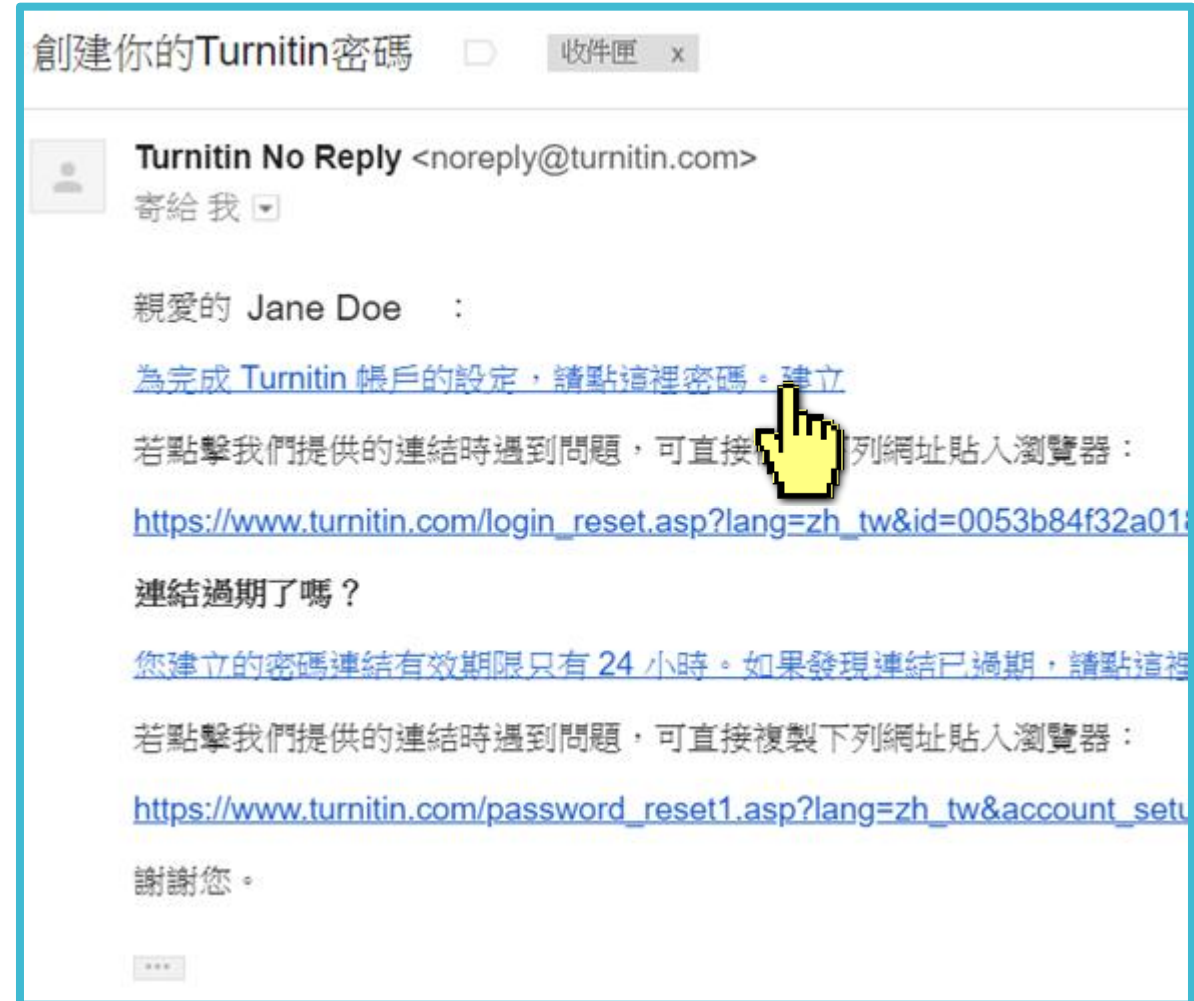 創建你的Turnitin密碼 收件匣 x
Turnitin No Reply <noreply@turnitin.com>
寄給 我
親愛的 Jane Doe ：
為完成 Turnitin 帳戶的設定，請點這裡密碼。建立
若點擊我們提供的連結時遇到問題，可直接 下列網址貼入瀏覽器：
https://www.turnitin.com/login_reset.asp?lang=zh_tw&id=0053b84f32a018
連結過期了嗎？
您建立的密碼連結有效期限只有 24 小時。如果發現連結已過期，請點這裡
若點擊我們提供的連結時遇到問題，可直接複製下列網址貼入瀏覽器：
https://www.turnitin.com/password_reset1.asp?lang=zh_tw&account_setu
謝謝您。